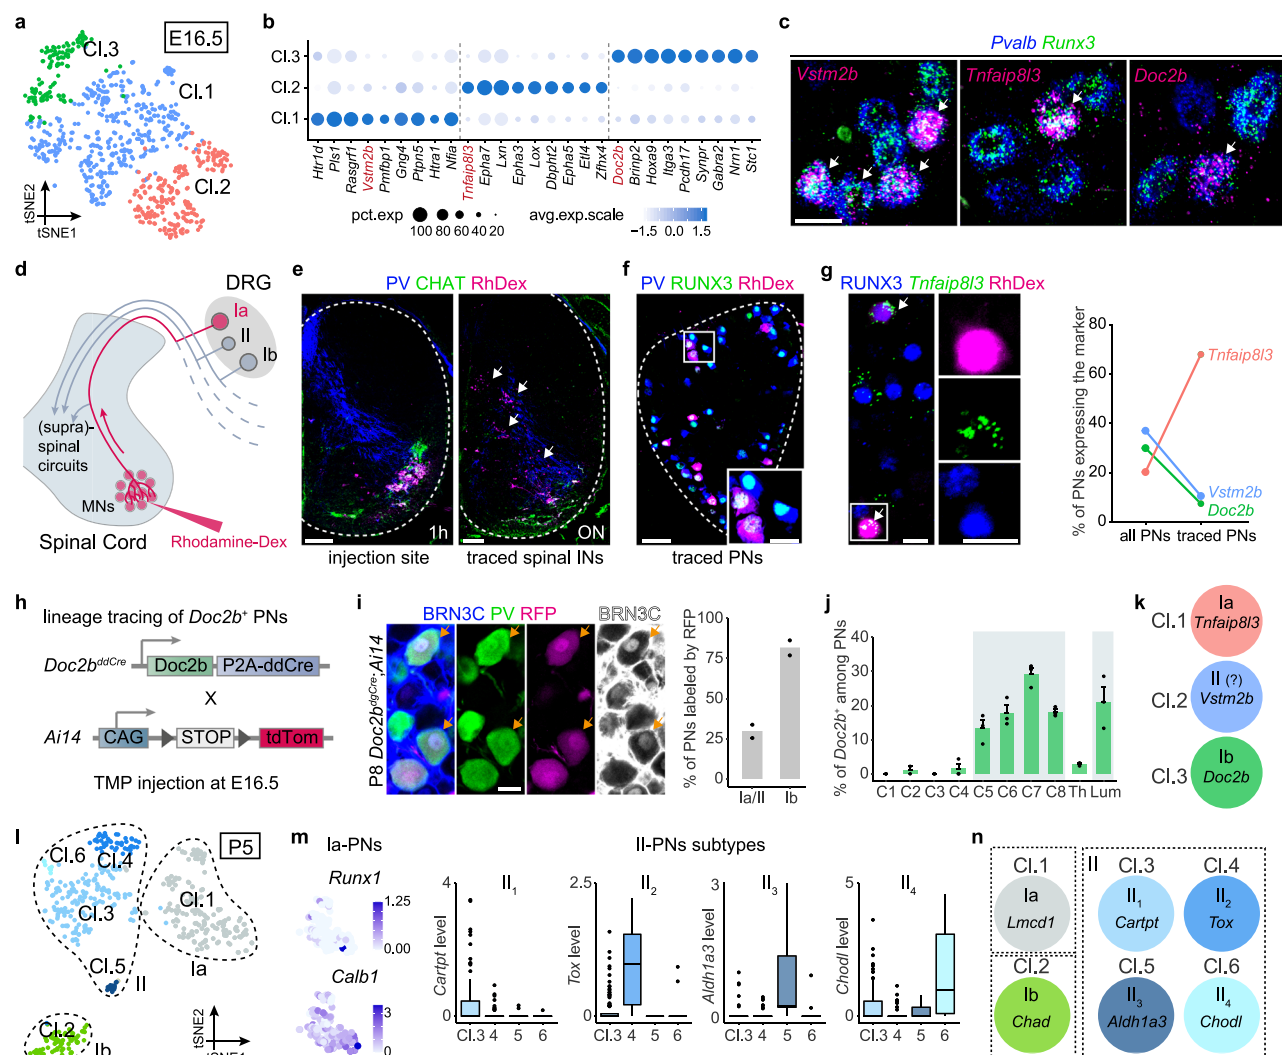 a
E16.5
Cl.3
Cl.1
Cl.2
tSNE2
tSNE1
b
Cl.3
Cl.2
Cl.1
Htr1d
Pls1
Rasgrf1
Vstm2b
Pmfbp1
Gng4
Ptpn5
Htra1
Nfia
Tnfaip8l3
Epha7
Lxn
Epha3
Lox
Dbpht2
Epha5
Etl4
Zfhx4
Doc2b
Brinp2
Hoxa9
Itga3
Pcdh17
Synpr
Gabra2
Nrn1
Stc1
pct.exp
100 80 60 40 20
avg.exp.scale
−1.5 0.0 1.5
c
Pvalb Runx3
Vstm2b
Tnfaip8l3
Doc2b
d
DRG
Ia
II
Ib
(supra)-
spinal
circuits
MNs
Spinal Cord
Rhodamine-Dex
e
PV CHAT RhDex
1h
ON
injection site
traced spinal INs
f
PV RUNX3 RhDex
traced PNs
g
RUNX3 Tnfaip8l3 RhDex
% of PNs expressing the marker
80
60
40
20
0
Tnfaip8l3
Vstm2b
Doc2b
all PNs traced PNs
h
lineage tracing of Doc2b+ PNs
Doc2bddCre
Doc2b
P2A-ddCre
X
Ai14
CAG
STOP
tdTom
TMP injection at E16.5
i
BRN3C PV RFP
BRN3C
P8 Doc2bdgCre;Ai14
% of PNs labeled by RFP
100
75
50
25
0
Ia/II Ib
j
% of Doc2b+ among PNs
40
30
20
10
0
C1 C2 C3 C4 C5 C6 C7 C8 Th Lum
k
Cl.1
Ia
Tnfaip8l3
Cl.2
II (?)
Vstm2b
Cl.3
Ib
Doc2b
l
P5
Cl.6
Cl.4
Cl.3
Cl.1
Cl.5
II
Ia
Cl.2
Ib
tSNE2
tSNE1
m
Ia-PNs
II-PNs subtypes
Runx1
1.25
0.00
Calb1
3
0
II1
Cartpt level
4
0
Cl.3 4 5 6
II2
Tox level
2.5
0
Cl.3 4 5 6
II3
Aldh1a3 level
3
0
Cl.3 4 5 6
II4
Chodl level
5
0
Cl.3 4 5 6
n
Cl.1
Ia
Lmcd1
Cl.2
Ib
Chad
II
Cl.3
II1
Cartpt
Cl.4
II2
Tox
Cl.5
II3
Aldh1a3
Cl.6
II4
Chodl